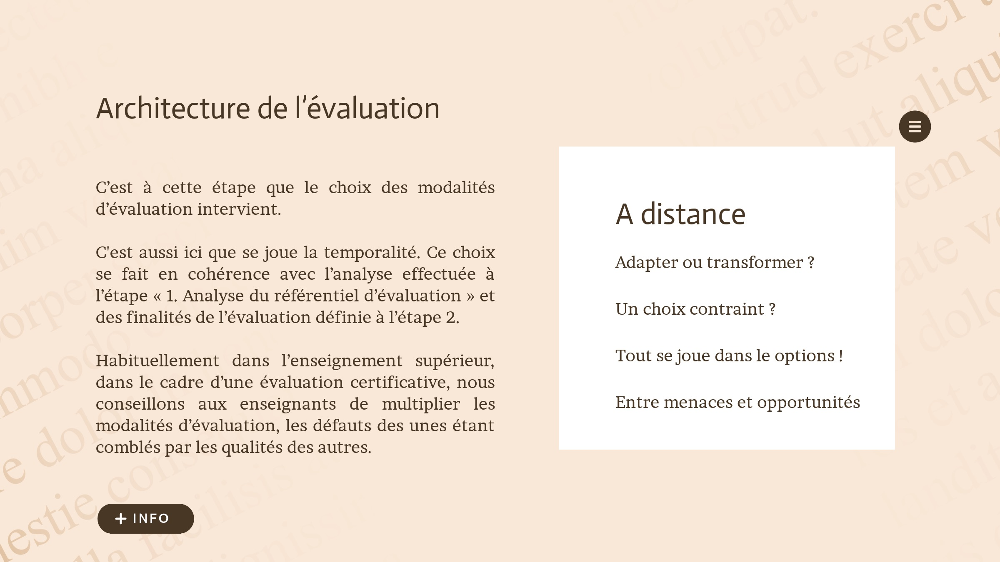 Architecture de l’évaluation
C’est à cette étape que le choix des modalités
d’évaluation intervient.
C'est aussi ici que se joue la temporalité. Ce choix
se fait en cohérence avec l’analyse effectuée à
l’étape « 1. Analyse du référentiel d’évaluation » et
des finalités de l’évaluation définie à l’étape 2.
Habituellement dans l’enseignement supérieur,
dans le cadre d’une évaluation certificative, nous
conseillons aux enseignants de multiplier les
modalités d’évaluation, les défauts des unes étant
comblés par les qualités des autres.
INFO
A distance
Adapter ou transformer ?
Un choix contraint ?
Tout se joue dans le options !
Entre menaces et opportunités